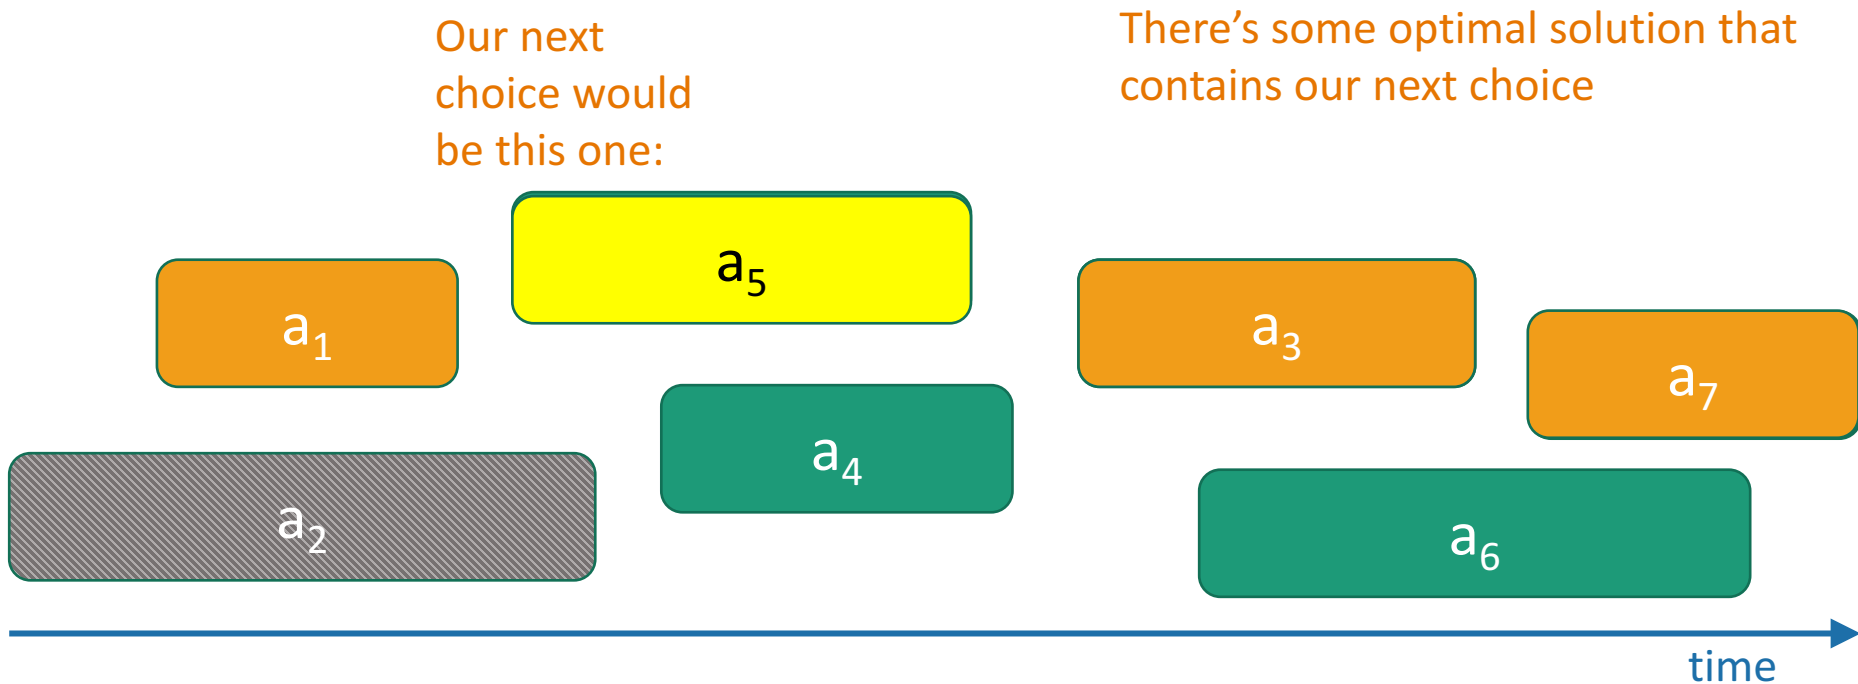 Our next
choice would
be this one:
There’s some optimal solution that
contains our next choice
a5
a1
a3
a7
a4
a2
a6
time